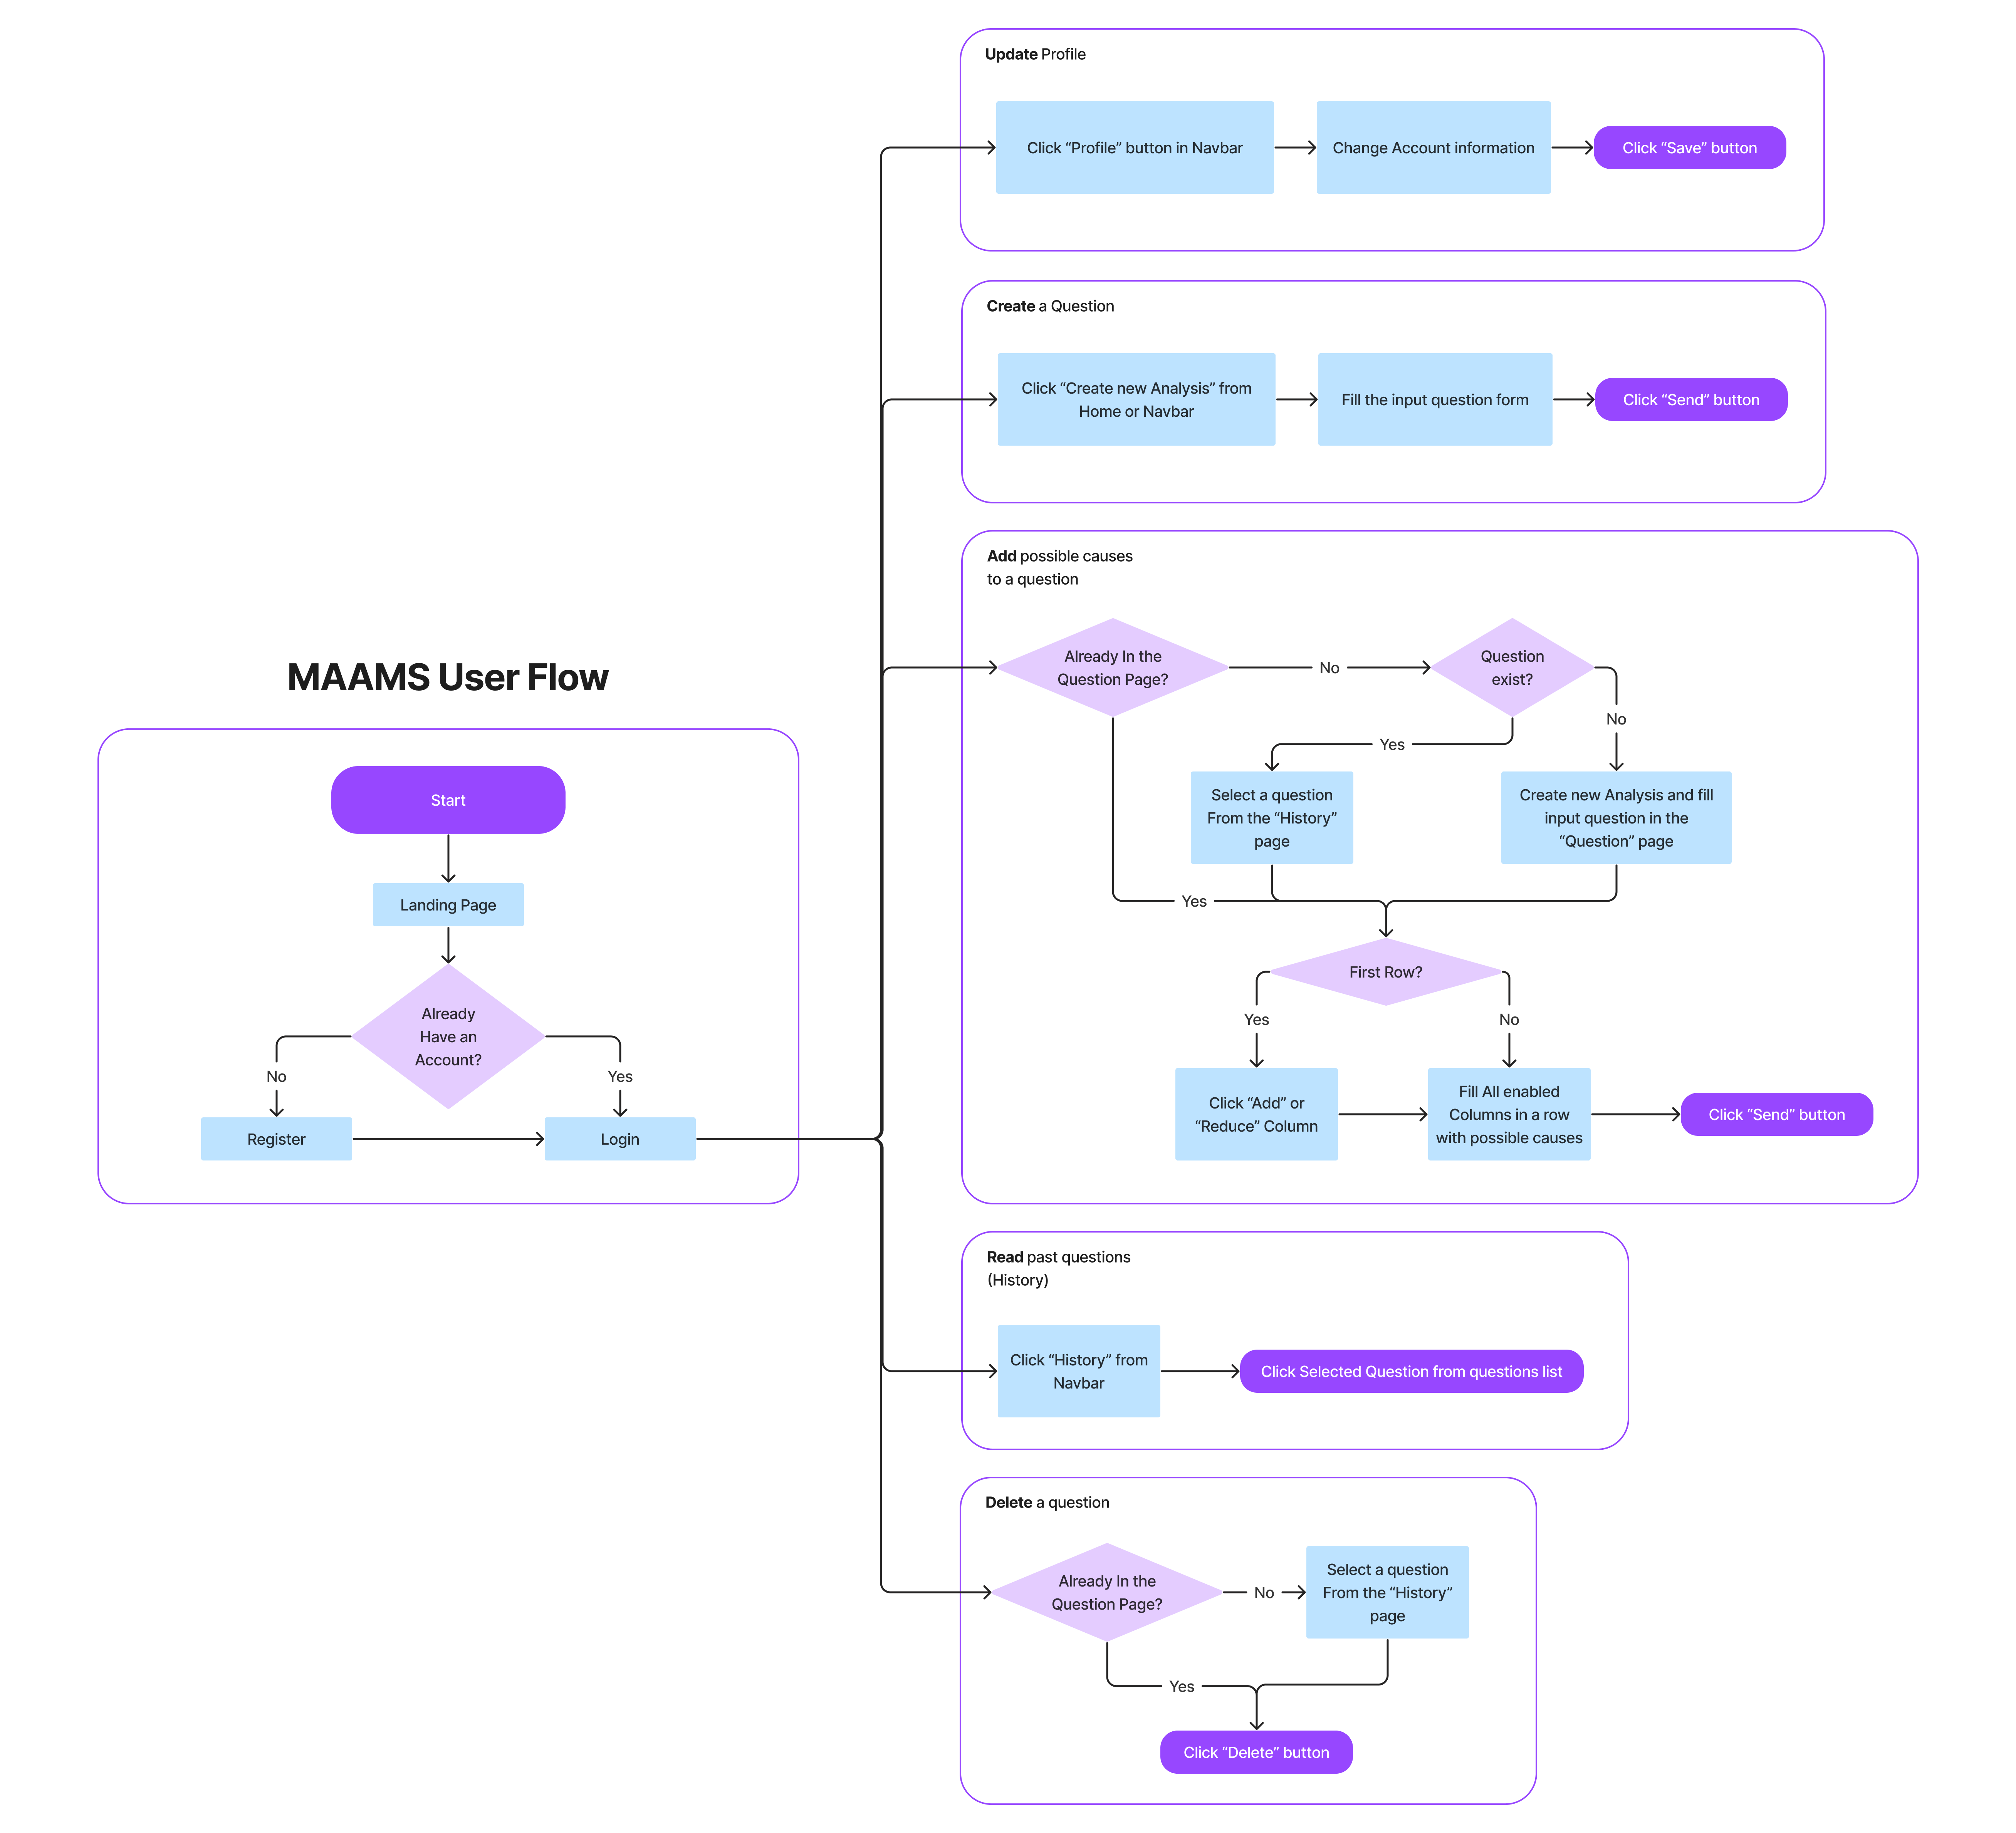 MAAMS User Flow
Start
Landing Page
Already
Have an
Account?
No
Yes
Register
Login
Update Profile
Click “Profile” button in Navbar
Change Account information
Click “Save” button
Create a Question
Click “Create new Analysis” from
Home or Navbar
Fill the input question form
Click “Send” button
Add possible causes
to a question
Already In the
Question Page?
No
Question
exist?
No
Yes
Select a question
From the “History”
page
Create new Analysis and fill
input question in the
“Question” page
Yes
First Row?
Yes
No
Click “Add” or
“Reduce” Column
Fill All enabled
Columns in a row
with possible causes
Click “Send” button
Read past questions
(History)
Click “History” from
Navbar
Click Selected Question from questions list
Delete a question
Already In the
Question Page?
No
Select a question
From the “History”
page
Yes
Click “Delete” button